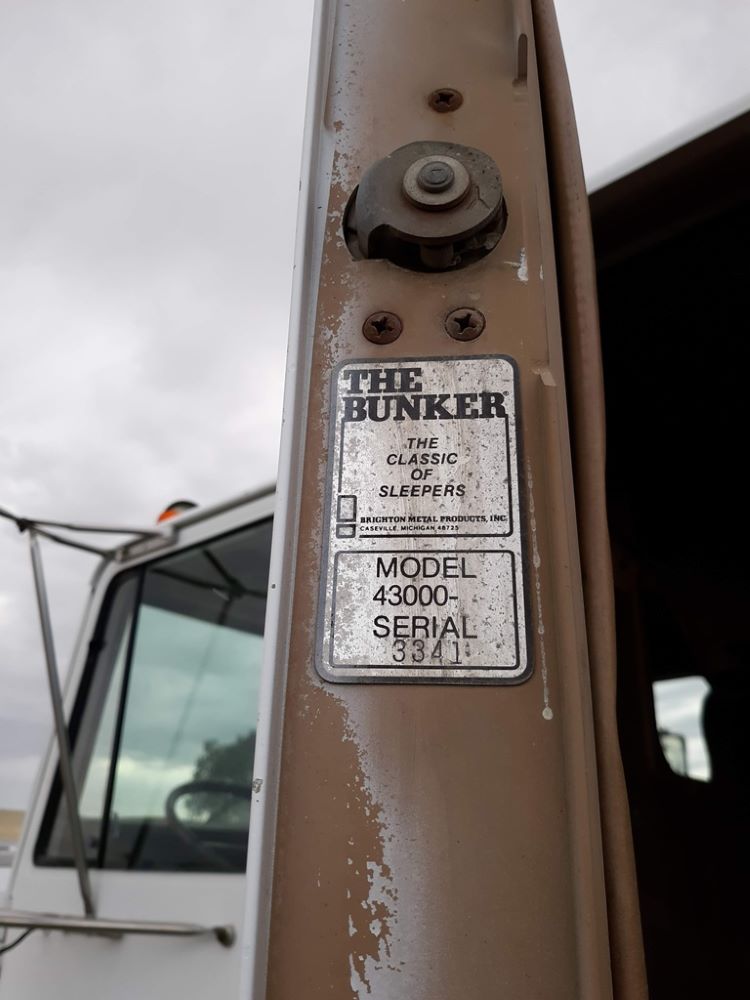 THE
BUNKER
THE
CLASSIC
OF
SLEEPERS
BRIGHTON METAL PRODUCTS, INC.
CASEVILLE, MICHIGAN 48725
MODEL
43000-
SERIAL
3341